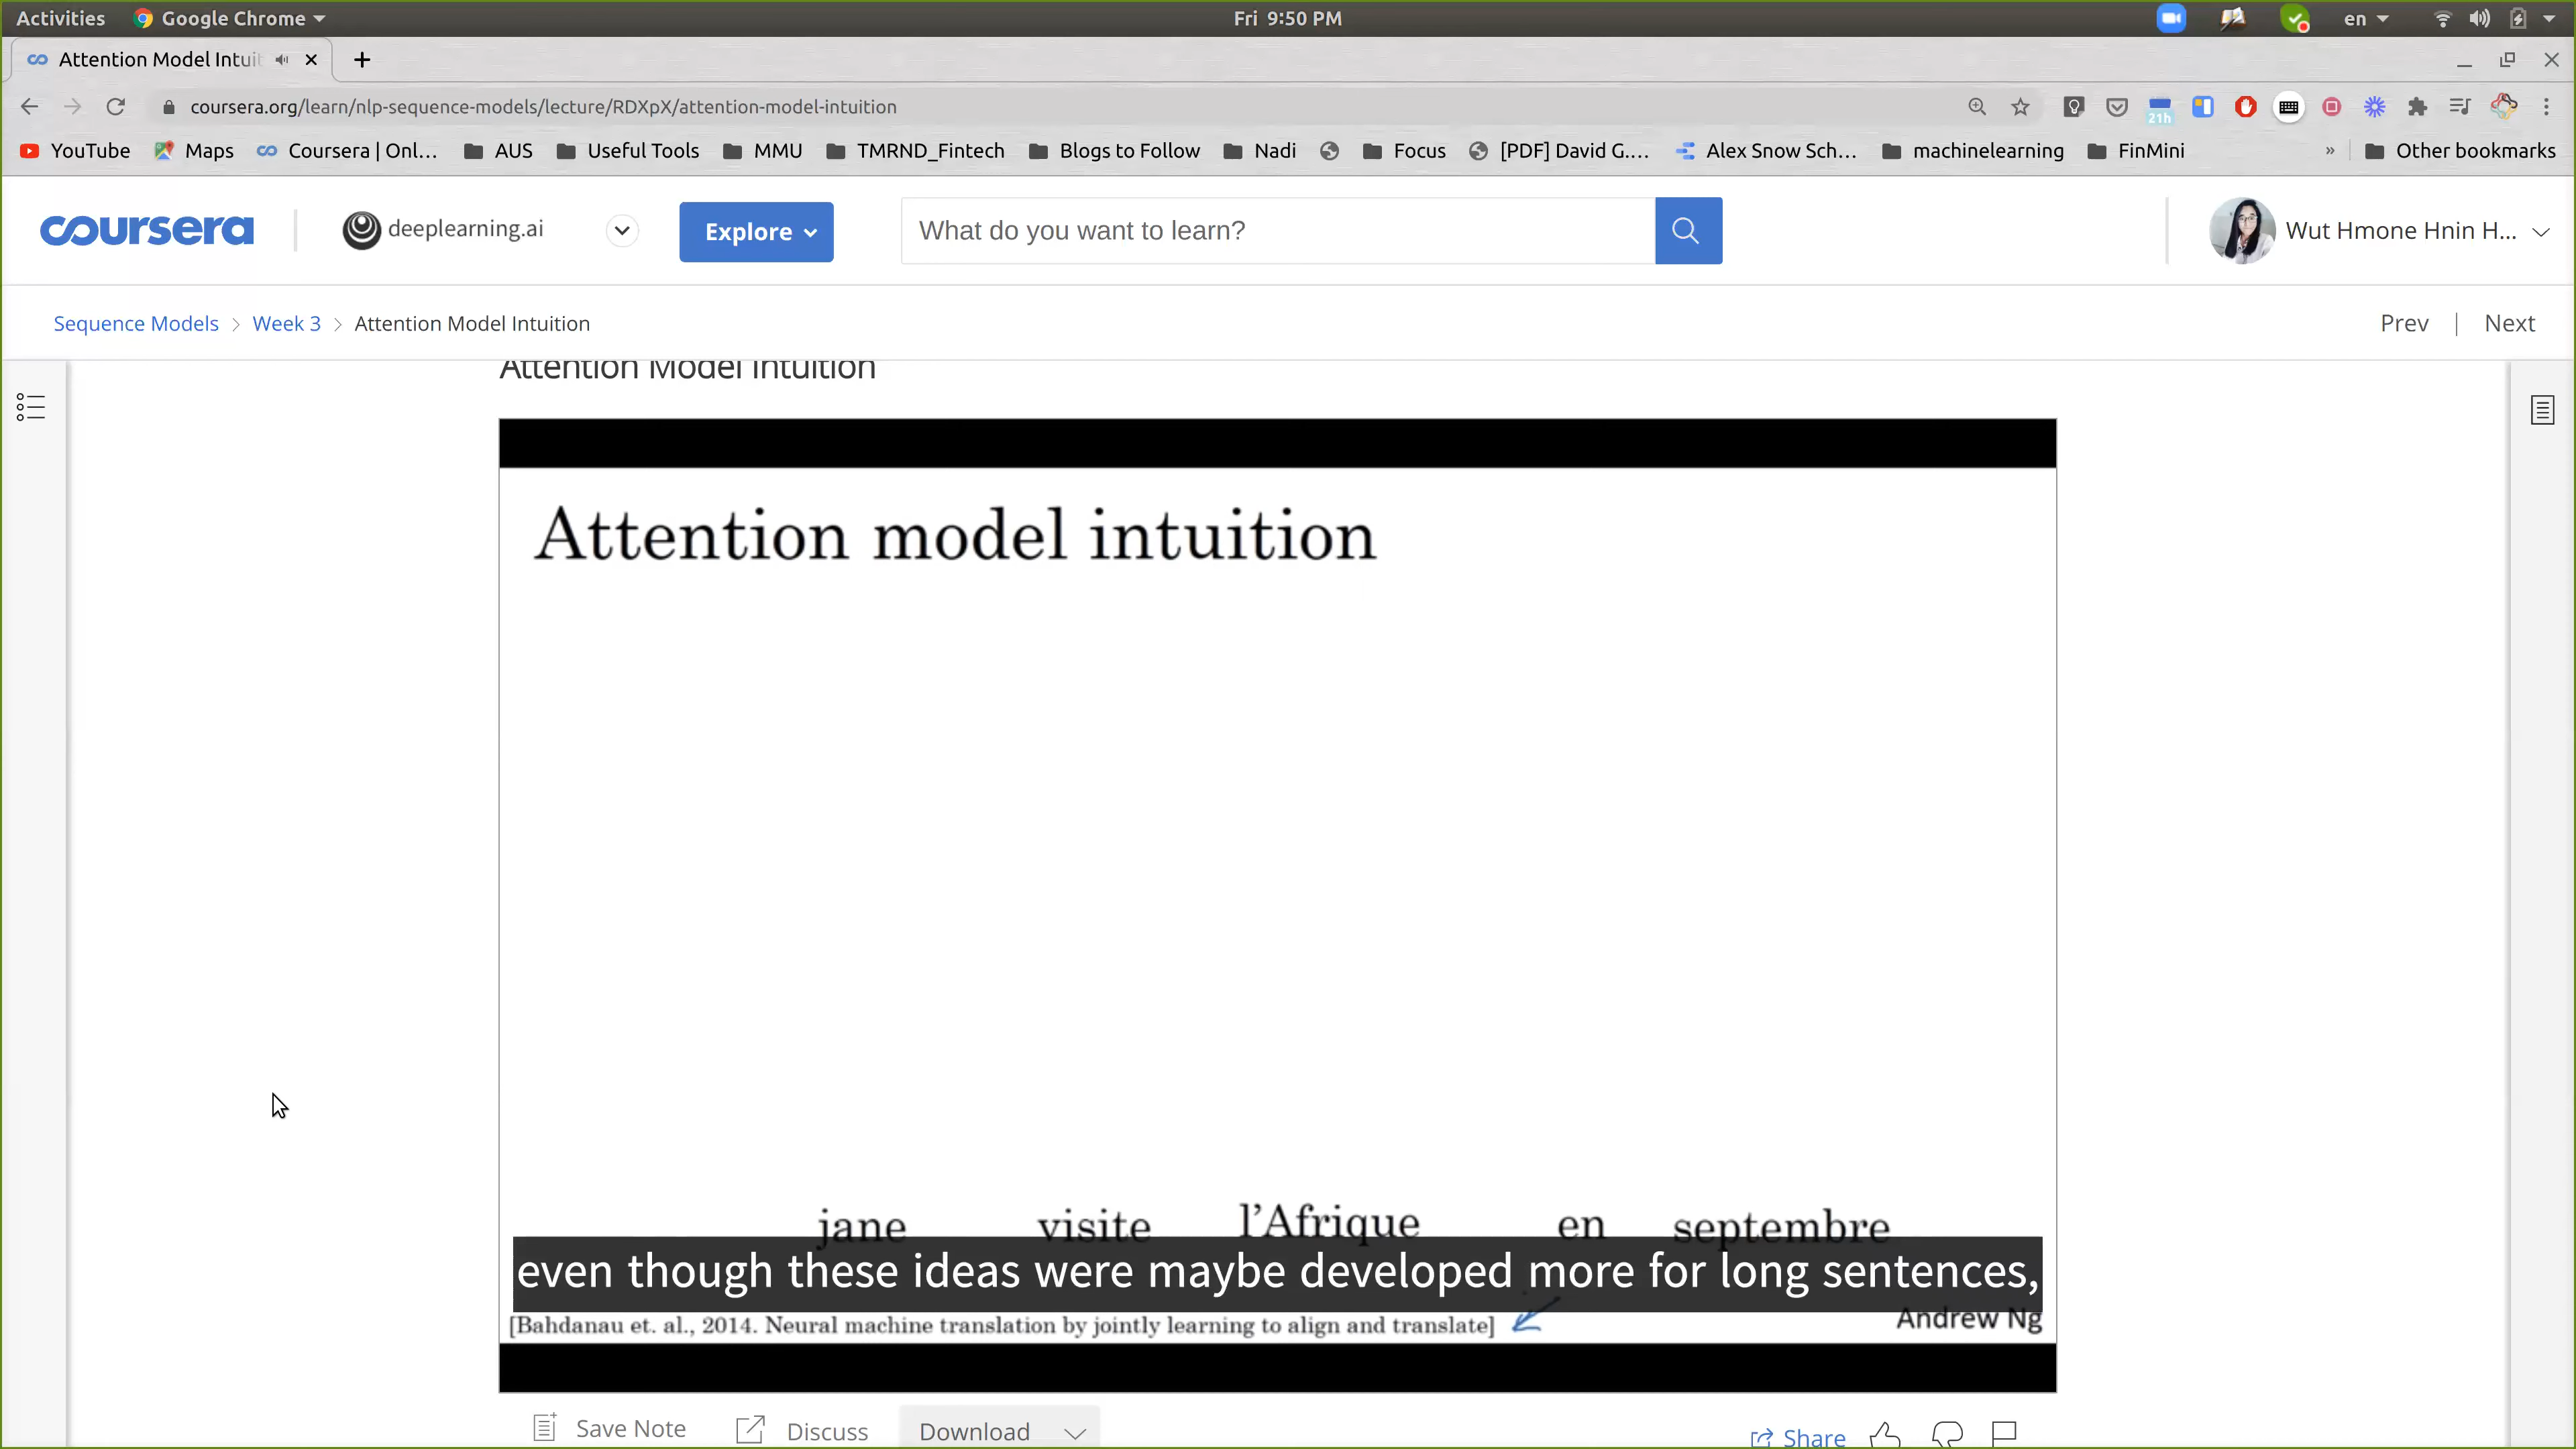 Activities Google Chrome Fri 9:50 PM en
Attention Model Intuit
coursera.org/learn/nlp-sequence-models/lecture/RDXpX/attention-model-intuition
21h
YouTube Maps Coursera | Onl... AUS Useful Tools MMU TMRND_Fintech Blogs to Follow Nadi Focus [PDF] David G.... Alex Snow Sch... machinelearning FinMini » Other bookmarks
coursera deeplearning.ai Explore What do you want to learn? Wut Hmone Hnin H...
Sequence Models > Week 3 > Attention Model Intuition Prev | Next
Attention Model Intuition
Attention model intuition
jane visite l'Afrique en septembre
even though these ideas were maybe developed more for long sentences,
[Bahdanau et. al., 2014. Neural machine translation by jointly learning to align and translate] Andrew Ng
Save Note Discuss Download Share